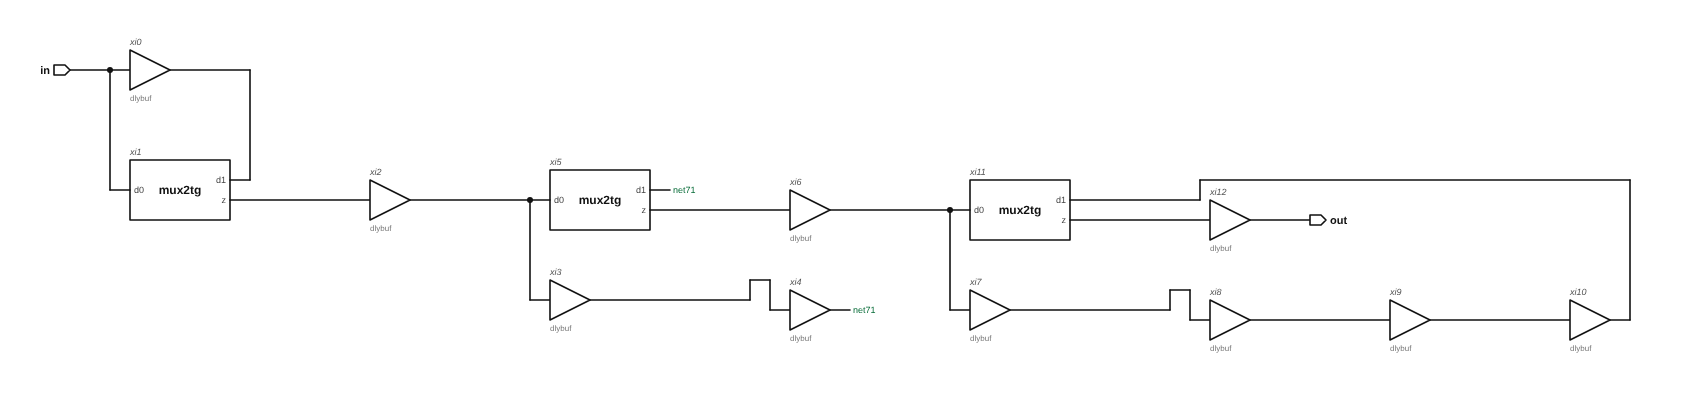 xi0
in
dlybuf
xi1
d0 mux2tg d1
z
xi2
dlybuf
xi5
d0 mux2tg d1 net71
z
xi6
dlybuf
xi11
d0 mux2tg d1
z
xi12
out
dlybuf
xi3
dlybuf
xi4
net71
dlybuf
xi7
dlybuf
xi8
dlybuf
xi9
dlybuf
xi10
dlybuf